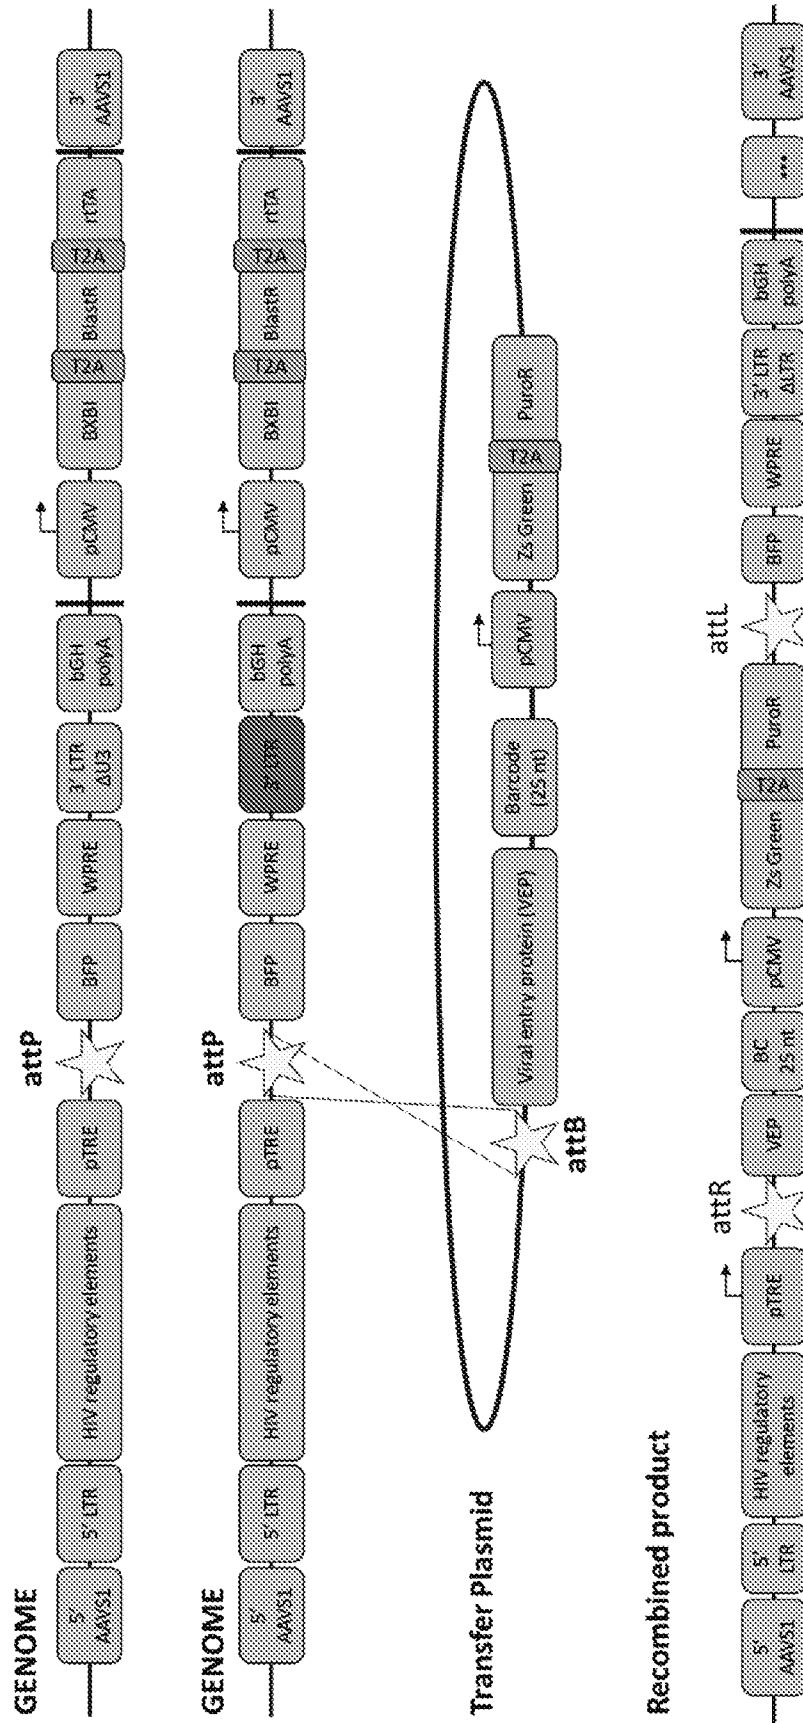 GENOME
attP
5'
AAVS1
5' LTR
HIV regulatory elements
pTRE
BFP
WPRE
3' LTR
ΔU3
bGH
polyA
pCMV
BXBI
T2A
BlastR
T2A
rtTA
3'
AAVS1
GENOME
attP
5'
AAVS1
5' LTR
HIV regulatory elements
pTRE
BFP
WPRE
3' LTR
bGH
polyA
pCMV
BXBI
T2A
BlastR
T2A
rtTA
3'
AAVS1
Transfer Plasmid
attB
Viral entry protein (VEP)
Barcode
(25 nt)
pCMV
Zs Green
T2A
PuroR
Recombined product
attR
attL
5'
AAVS1
5'
LTR
HIV regulatory
elements
pTRE
VEP
BC
25 nt
pCMV
Zs Green
T2A
PuroR
BFP
WPRE
3' LTR
ΔLTR
bGH
polyA
...
3'
AAVS1